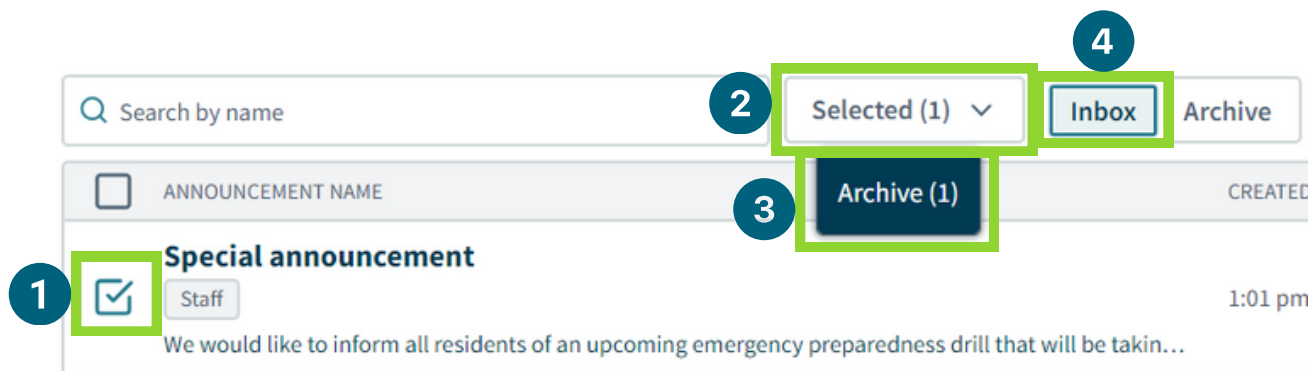 4
Search by name
2
Selected (1)
Inbox
Archive
ANNOUNCEMENT NAME
3
Archive (1)
CREATED
Special announcement
1
Staff
1:01 pm
We would like to inform all residents of an upcoming emergency preparedness drill that will be takin...